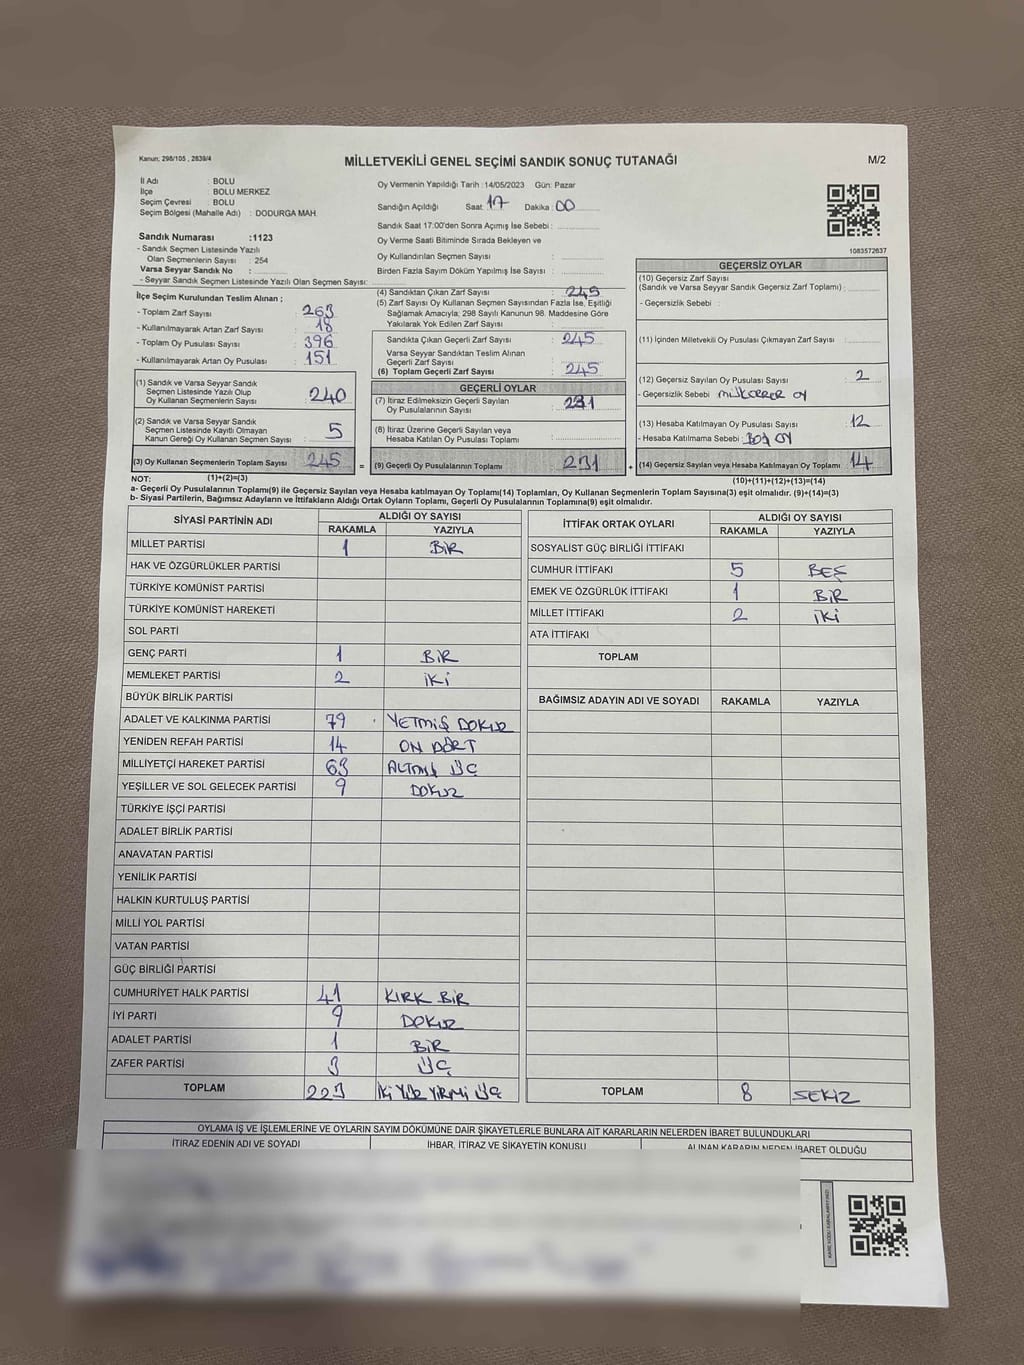 Kanun: 298/105 , 2839/4
MİLLETVEKİLİ GENEL SEÇİMİ SANDIK SONUÇ TUTANAĞI
M/2
İl Adı : BOLU
İlçe : BOLU MERKEZ
Seçim Çevresi : BOLU
Seçim Bölgesi (Mahalle Adı) : DODURGA MAH.
Oy Vermenin Yapıldığı Tarih :14/05/2023 Gün: Pazar
Sandığın Açıldığı Saat 17 Dakika 00
Sandık Saat 17:00'den Sonra Açımış İse Sebebi :
Oy Verme Saati Bitiminde Sırada Bekleyen ve
Oy Kullandırılan Seçmen Sayısı :
Birden Fazla Sayım Döküm Yapılmış İse Sayısı :
1083572637
Sandık Numarası :1123
- Sandık Seçmen Listesinde Yazılı
Olan Seçmenlerin Sayısı : 254
Varsa Seyyar Sandık No :
- Seyyar Sandık Seçmen Listesinde Yazılı Olan Seçmen Sayısı:
İlçe Seçim Kurulundan Teslim Alınan ;
- Toplam Zarf Sayısı : 263
- Kullanılmayarak Artan Zarf Sayısı : 18
- Toplam Oy Pusulası Sayısı : 396
- Kullanılmayarak Artan Oy Pusulası : 151
(1) Sandık ve Varsa Seyyar Sandık
Seçmen Listesinde Yazılı Olup
Oy Kullanan Seçmenlerin Sayısı : 240
(2) Sandık ve Varsa Seyyar Sandık
Seçmen Listesinde Kayıtlı Olmayan
Kanun Gereği Oy Kullanan Seçmen Sayısı : 5
(3) Oy Kullanan Seçmenlerin Toplam Sayısı : 245 =
(4) Sandıktan Çıkan Zarf Sayısı : 245
(5) Zarf Sayısı Oy Kullanan Seçmen Sayısından Fazla İse, Eşitliği
Sağlamak Amacıyla; 298 Sayılı Kanunun 98. Maddesine Göre
Yakılarak Yok Edilen Zarf Sayısı :
Sandıkta Çıkan Geçerli Zarf Sayısı : 245
Varsa Seyyar Sandıktan Teslim Alınan
Geçerli Zarf Sayısı :
(6) Toplam Geçerli Zarf Sayısı : 245
GEÇERLİ OYLAR
(7) İtiraz Edilmeksizin Geçerli Sayılan
Oy Pusulalarının Sayısı : 231
(8) İtiraz Üzerine Geçerli Sayılan veya
Hesaba Katılan Oy Pusulası Toplamı :
(9) Geçerli Oy Pusulalarının Toplamı : 231 +
GEÇERSİZ OYLAR
(10) Geçersiz Zarf Sayısı
(Sandık ve Varsa Seyyar Sandık Geçersiz Zarf Toplamı) :
- Geçersizlik Sebebi :
(11) İçinden Milletvekili Oy Pusulası Çıkmayan Zarf Sayısı :
(12) Geçersiz Sayılan Oy Pusulası Sayısı : 2
- Geçersizlik Sebebi MÜKERRER OY
(13) Hesaba Katılmayan Oy Pusulası Sayısı : 12
- Hesaba Katılmama Sebebi BOŞ OY
(14) Geçersiz Sayılan veya Hesaba Katılmayan Oy Toplamı : 14
NOT: (1)+(2)=(3) (10)+(11)+(12)+(13)=(14)
a- Geçerli Oy Pusulalarının Toplamı(9) ile Geçersiz Sayılan veya Hesaba katılmayan Oy Toplamı(14) Toplamları, Oy Kullanan Seçmenlerin Toplam Sayısına(3) eşit olmalıdır. (9)+(14)=(3)
b- Siyasi Partilerin, Bağımsız Adayların ve İttifakların Aldığı Ortak Oyların Toplamı, Geçerli Oy Pusulalarının Toplamına(9) eşit olmalıdır.
SİYASİ PARTİNİN ADI ALDIĞI OY SAYISI
RAKAMLA YAZIYLA
MİLLET PARTİSİ 1 BİR
HAK VE ÖZGÜRLÜKLER PARTİSİ
TÜRKİYE KOMÜNİST PARTİSİ
TÜRKİYE KOMÜNİST HAREKETİ
SOL PARTİ
GENÇ PARTİ 1 BİR
MEMLEKET PARTİSİ 2 İKİ
BÜYÜK BİRLİK PARTİSİ
ADALET VE KALKINMA PARTİSİ 79 YETMİŞ DOKUZ
YENİDEN REFAH PARTİSİ 14 ON DÖRT
MİLLİYETÇİ HAREKET PARTİSİ 63 ALTMIŞ ÜÇ
YEŞİLLER VE SOL GELECEK PARTİSİ 9 DOKUZ
TÜRKİYE İŞÇİ PARTİSİ
ADALET BİRLİK PARTİSİ
ANAVATAN PARTİSİ
YENİLİK PARTİSİ
HALKIN KURTULUŞ PARTİSİ
MİLLİ YOL PARTİSİ
VATAN PARTİSİ
GÜÇ BİRLİĞİ PARTİSİ
CUMHURİYET HALK PARTİSİ 41 KIRK BİR
İYİ PARTİ 9 DOKUZ
ADALET PARTİSİ 1 BİR
ZAFER PARTİSİ 3 ÜÇ
TOPLAM 223 İKİ YÜZ YİRMİ ÜÇ
İTTİFAK ORTAK OYLARI ALDIĞI OY SAYISI
RAKAMLA YAZIYLA
SOSYALİST GÜÇ BİRLİĞİ İTTİFAKI
CUMHUR İTTİFAKI 5 BEŞ
EMEK VE ÖZGÜRLÜK İTTİFAKI 1 BİR
MİLLET İTTİFAKI 2 İKİ
ATA İTTİFAKI
TOPLAM
BAĞIMSIZ ADAYIN ADI VE SOYADI RAKAMLA YAZIYLA
TOPLAM 8 SEKİZ
OYLAMA İŞ VE İŞLEMLERİNE VE OYLARIN SAYIM DÖKÜMÜNE DAİR ŞİKAYETLERLE BUNLARA AİT KARARLARIN NELERDEN İBARET BULUNDUKLARI
İTİRAZ EDENİN ADI VE SOYADI İHBAR, İTİRAZ VE ŞİKAYETİN KONUSU ALINAN KARARIN NEDEN İBARET OLDUĞU